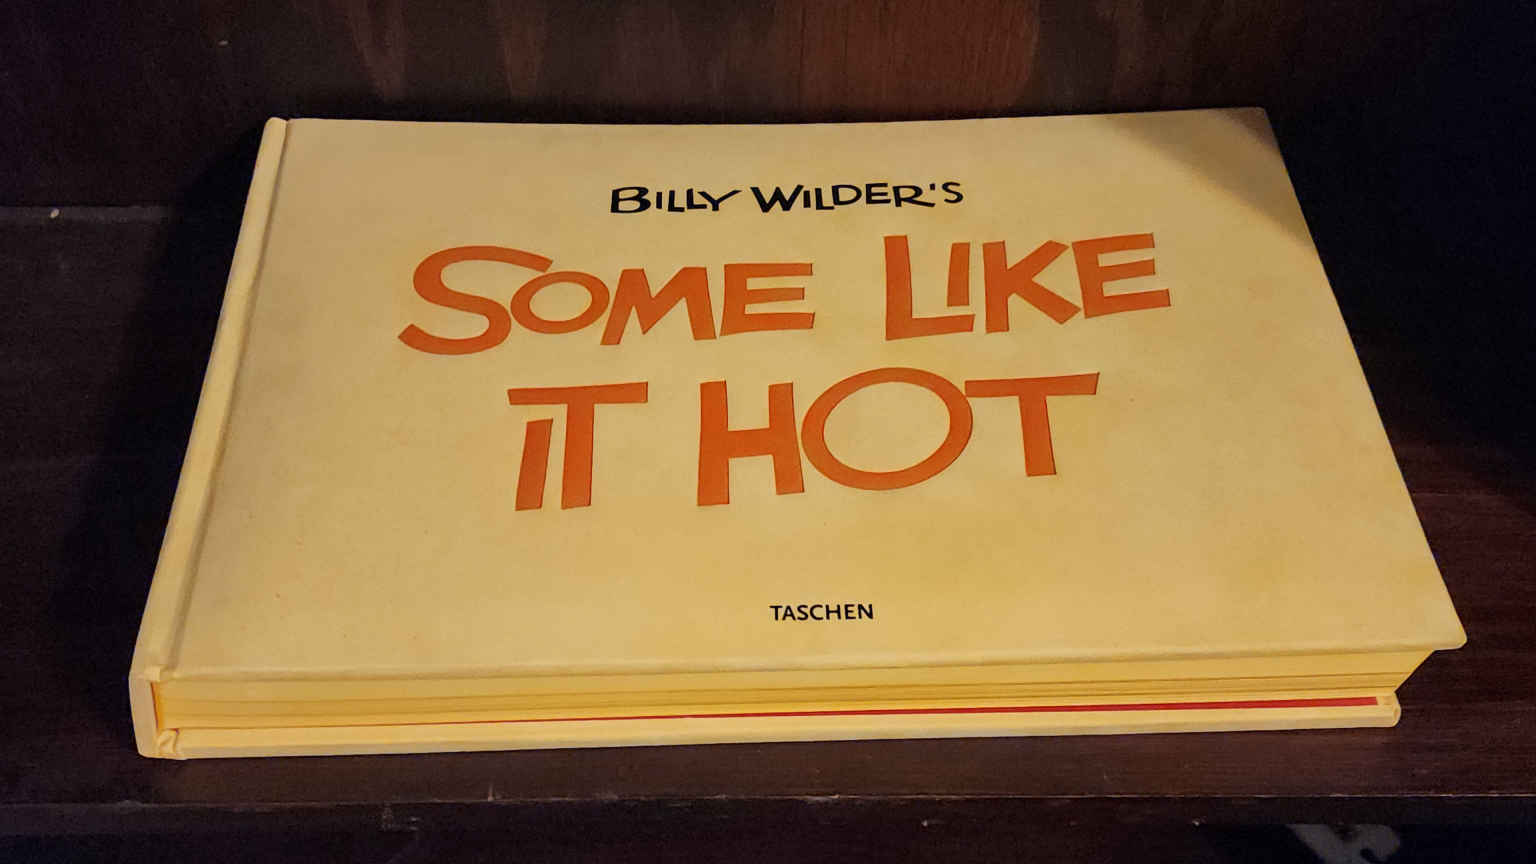 BILLY WILDER'S
SOME LIKE
IT HOT
TASCHEN